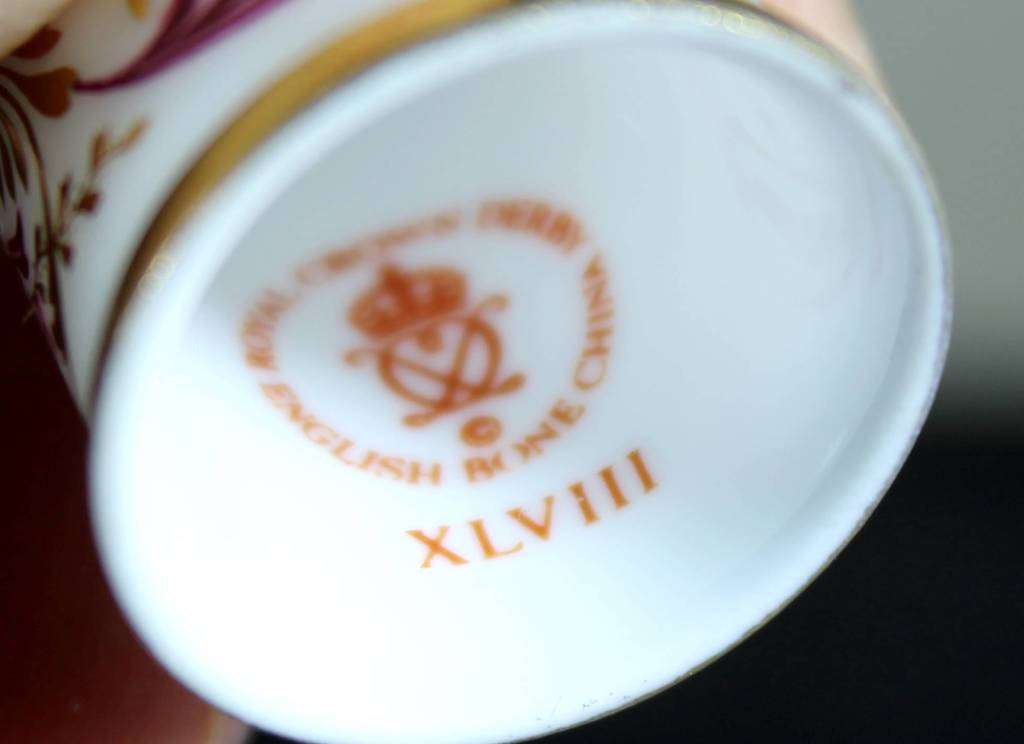 ROYAL CROWN DERBY
ENGLISH BONE CHINA
©
XLVIII